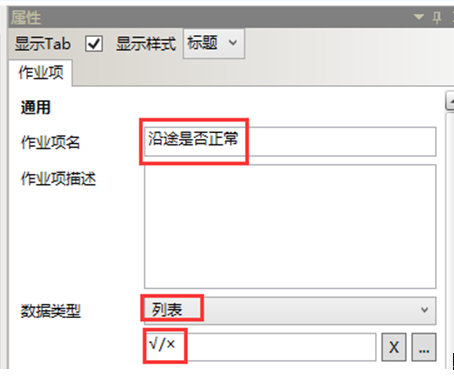 属性
显示Tab 显示样式 标题
作业项
通用
作业项名 沿途是否正常
作业项描述
数据类型 列表
√/× X ...